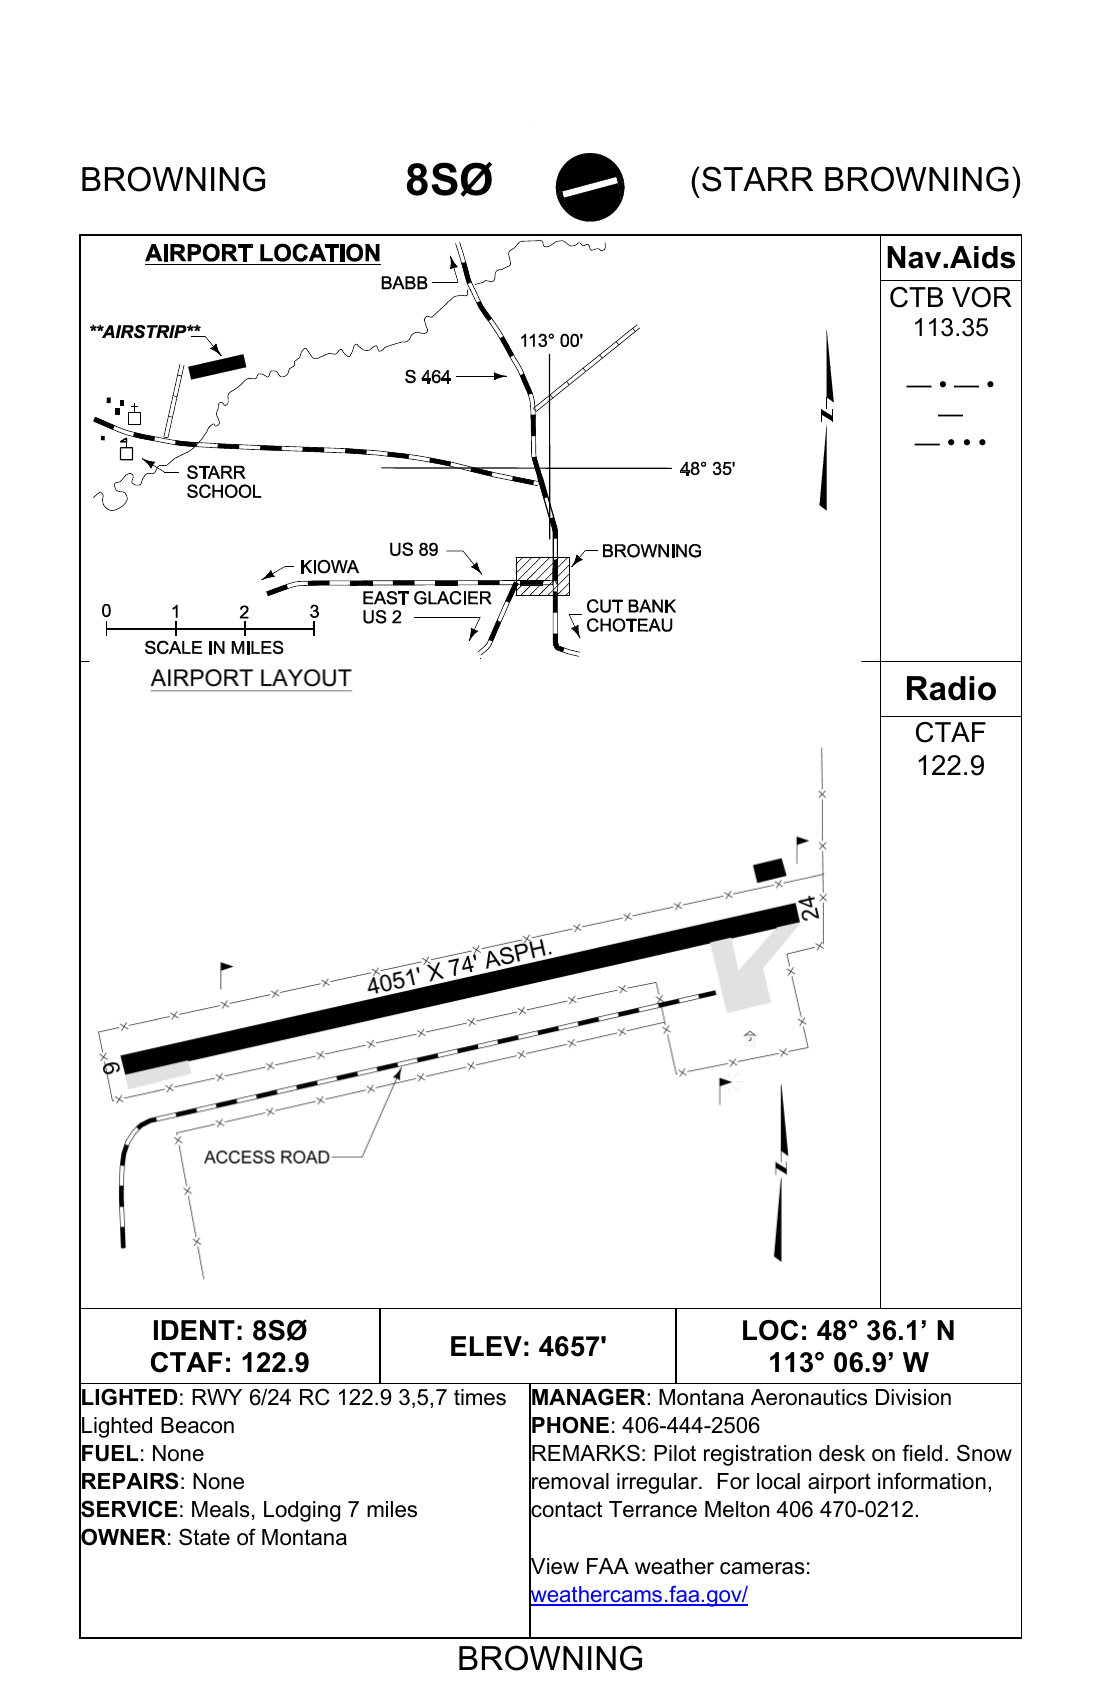 BROWNING 8SØ (STARR BROWNING)
AIRPORT LOCATION
BABB
**AIRSTRIP**
113° 00'
S 464
STARR
SCHOOL
48° 35'
US 89
BROWNING
KIOWA
EAST GLACIER
US 2
CUT BANK
CHOTEAU
0 1 2 3
SCALE IN MILES
N
Nav.Aids
CTB VOR
113.35
— • — •
—
— • • •
AIRPORT LAYOUT
Radio
CTAF
122.9
24
4051' X 74' ASPH.
6
ACCESS ROAD
N
IDENT: 8SØ
CTAF: 122.9
ELEV: 4657'
LOC: 48° 36.1’ N
113° 06.9’ W
LIGHTED: RWY 6/24 RC 122.9 3,5,7 times
Lighted Beacon
FUEL: None
REPAIRS: None
SERVICE: Meals, Lodging 7 miles
OWNER: State of Montana
MANAGER: Montana Aeronautics Division
PHONE: 406-444-2506
REMARKS: Pilot registration desk on field. Snow
removal irregular.  For local airport information,
contact Terrance Melton 406 470-0212.
View FAA weather cameras:
weathercams.faa.gov/
BROWNING